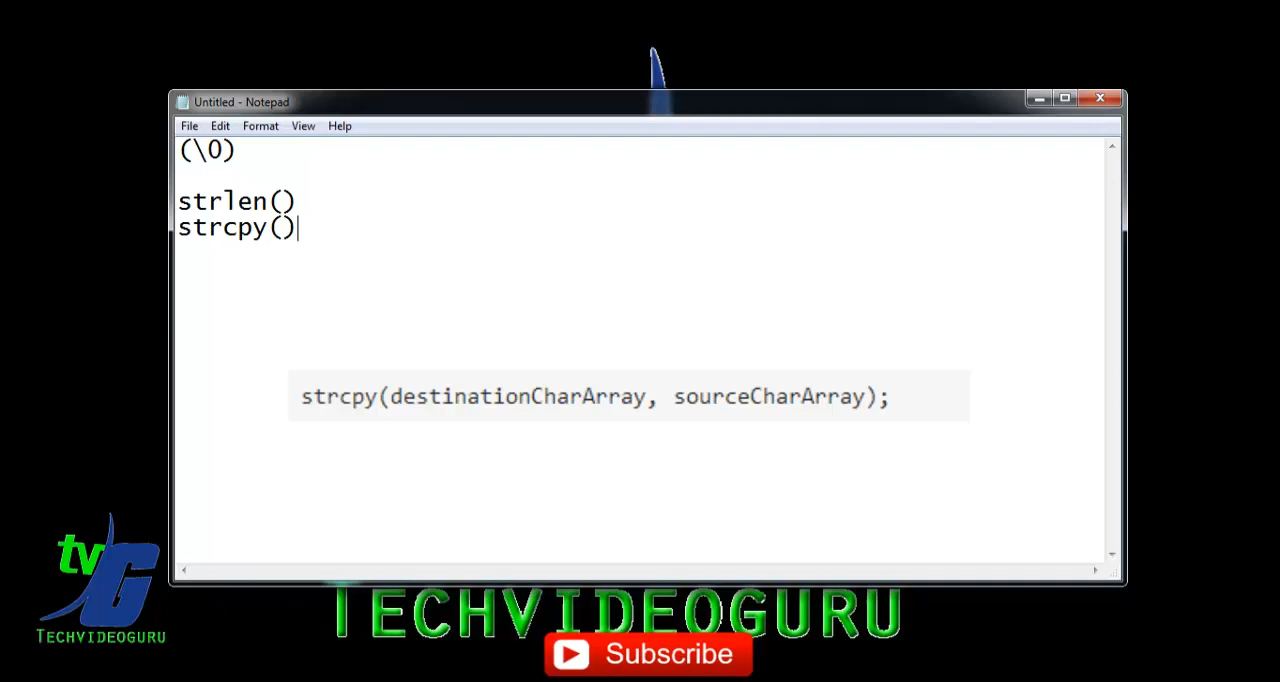 Untitled - Notepad
File Edit Format View Help
(\0)
strlen()
strcpy()
strcpy(destinationCharArray, sourceCharArray);
tvG
TECHVIDEOGURU
TECHVIDEOGURU
Subscribe